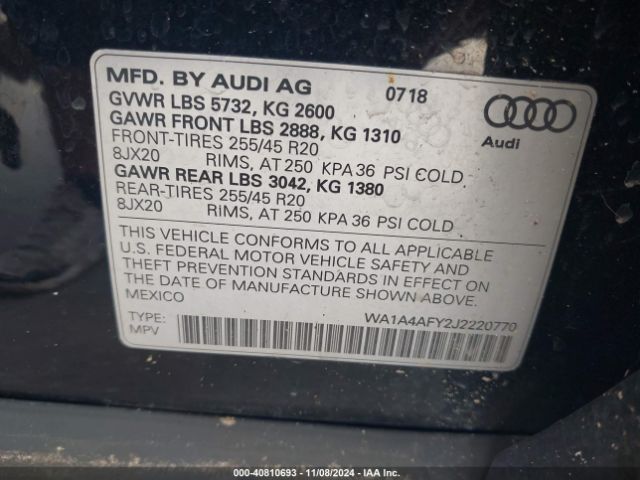 MFD. BY AUDI AG 0718
GVWR LBS 5732, KG 2600
GAWR FRONT LBS 2888, KG 1310
FRONT-TIRES 255/45 R20
8JX20 RIMS, AT 250 KPA 36 PSI COLD
GAWR REAR LBS 3042, KG 1380
REAR-TIRES 255/45 R20
8JX20 RIMS, AT 250 KPA 36 PSI COLD
Audi
THIS VEHICLE CONFORMS TO ALL APPLICABLE
U.S. FEDERAL MOTOR VEHICLE SAFETY AND
THEFT PREVENTION STANDARDS IN EFFECT ON
THE DATE OF MANUFACTURE SHOWN ABOVE.
MEXICO
WA1A4AFY2J2220770
TYPE:
MPV
000-40810693 - 11/08/2024 - IAA Inc.